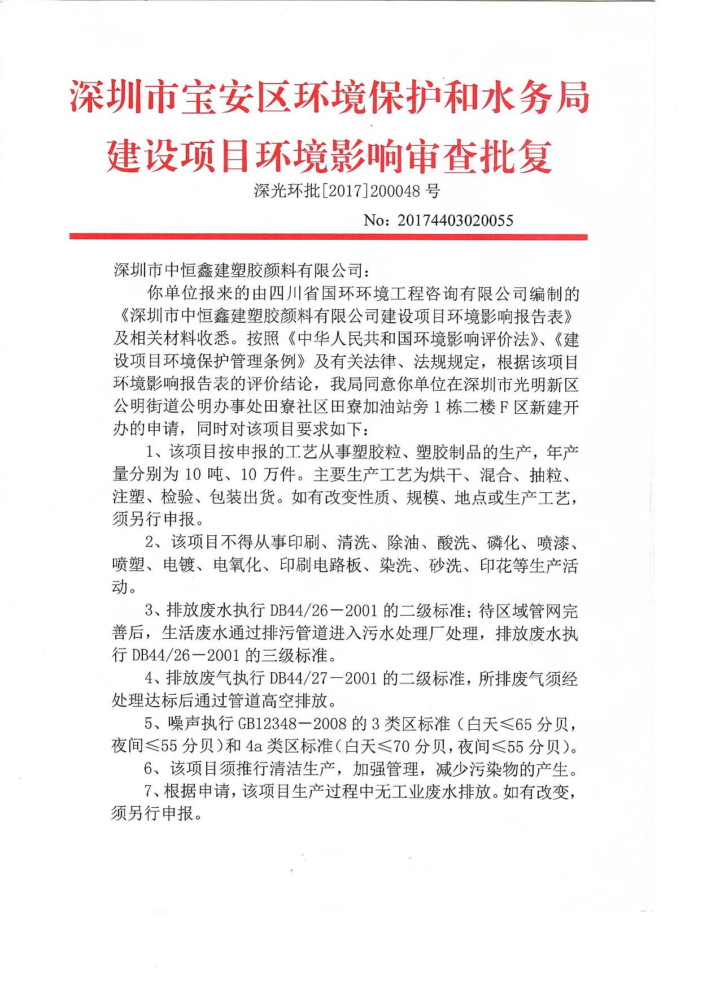 深圳市宝安区环境保护和水务局
建设项目环境影响审查批复
深光环批[2017]200048 号
No: 20174403020055
深圳市中恒鑫建塑胶颜料有限公司：
你单位报来的由四川省国环环境工程咨询有限公司编制的
《深圳市中恒鑫建塑胶颜料有限公司建设项目环境影响报告表》
及相关材料收悉。按照《中华人民共和国环境影响评价法》、《建
设项目环境保护管理条例》及有关法律、法规规定，根据该项目
环境影响报告表的评价结论，我局同意你单位在深圳市光明新区
公明街道公明办事处田寮社区田寮加油站旁 1 栋二楼 F 区新建开
办的申请，同时对该项目要求如下：
1、该项目按申报的工艺从事塑胶粒、塑胶制品的生产，年产
量分别为 10 吨、10 万件。主要生产工艺为烘干、混合、抽粒、
注塑、检验、包装出货。如有改变性质、规模、地点或生产工艺，
须另行申报。
2、该项目不得从事印刷、清洗、除油、酸洗、磷化、喷漆、
喷塑、电镀、电氧化、印刷电路板、染洗、砂洗、印花等生产活
动。
3、排放废水执行 DB44/26－2001 的二级标准；待区域管网完
善后，生活废水通过排污管道进入污水处理厂处理，排放废水执
行 DB44/26－2001 的三级标准。
4、排放废气执行 DB44/27－2001 的二级标准，所排废气须经
处理达标后通过管道高空排放。
5、噪声执行 GB12348－2008 的 3 类区标准（白天≤65 分贝，
夜间≤55 分贝）和 4a 类区标准（白天≤70 分贝，夜间≤55 分贝）。
6、该项目须推行清洁生产，加强管理，减少污染物的产生。
7、根据申请，该项目生产过程中无工业废水排放。如有改变，
须另行申报。